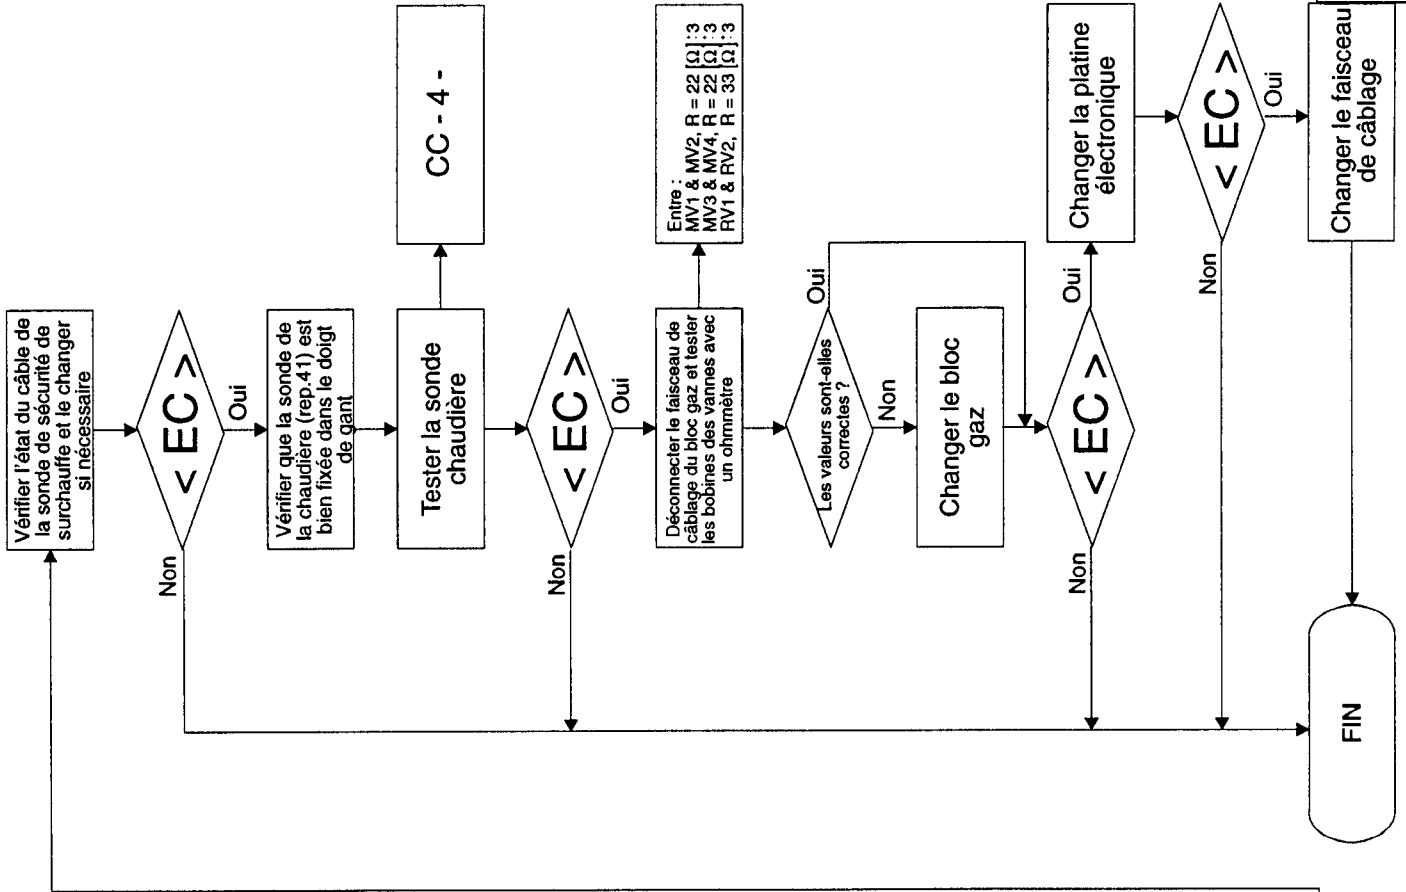 Vérifier l'état du câble de
la sonde de sécurité de
surchauffe et le changer
si nécessaire
< EC >
Non
Oui
Vérifier que la sonde de
la chaudière (rep.41) est
bien fixée dans le doigt
de gant
Tester la sonde
chaudière
CC - 4 -
< EC >
Non
Oui
Déconnecter le faisceau de
câblage du bloc gaz et tester
les bobines des vannes avec
un ohmmètre
Entre :
MV1 & MV2, R = 22 [Ω]
MV3 & MV4, R = 22 [Ω]
RV1 & RV2, R = 33 [Ω]
Les valeurs sont-elles
correctes ?
Oui
Non
Changer le bloc
gaz
< EC >
Non
Oui
Changer la platine
électronique
< EC >
Non
Oui
Changer le faisceau
de câblage
FIN